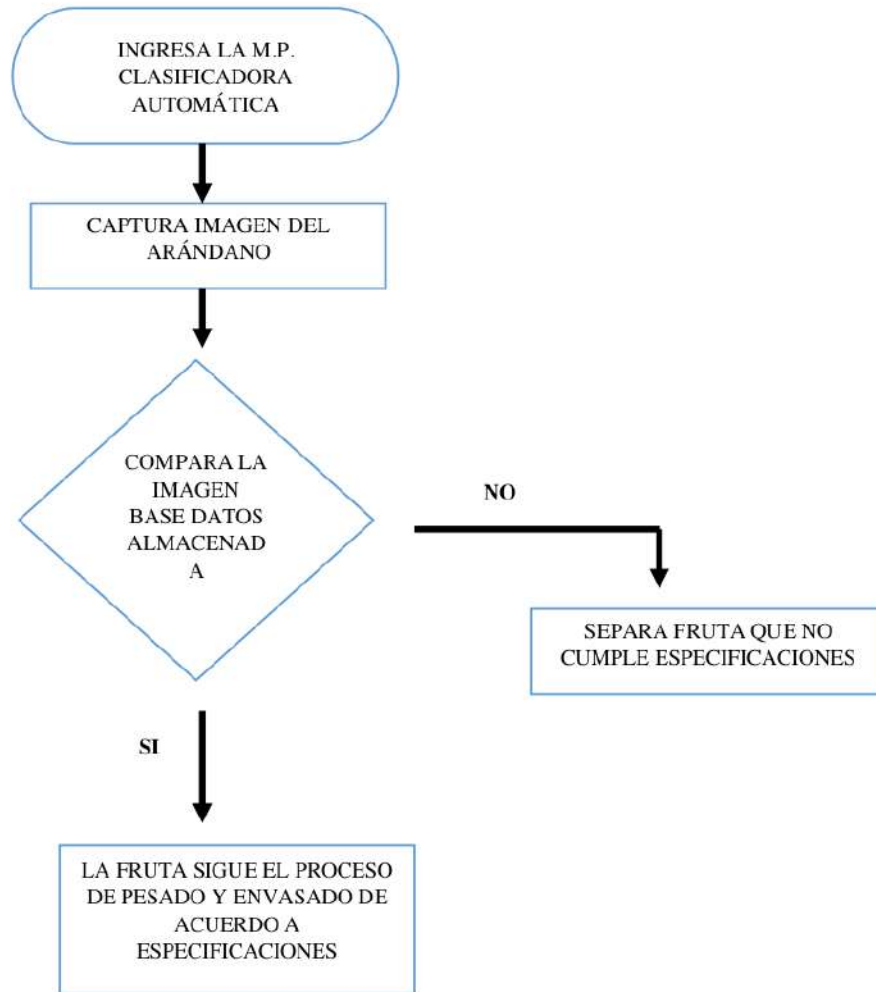 INGRESA LA M.P.
CLASIFICADORA
AUTOMÁTICA
CAPTURA IMAGEN DEL
ARÁNDANO
COMPARA LA
IMAGEN
BASE DATOS
ALMACENAD
A
NO
SEPARA FRUTA QUE NO
CUMPLE ESPECIFICACIONES
SI
LA FRUTA SIGUE EL PROCESO
DE PESADO Y ENVASADO DE
ACUERDO A
ESPECIFICACIONES